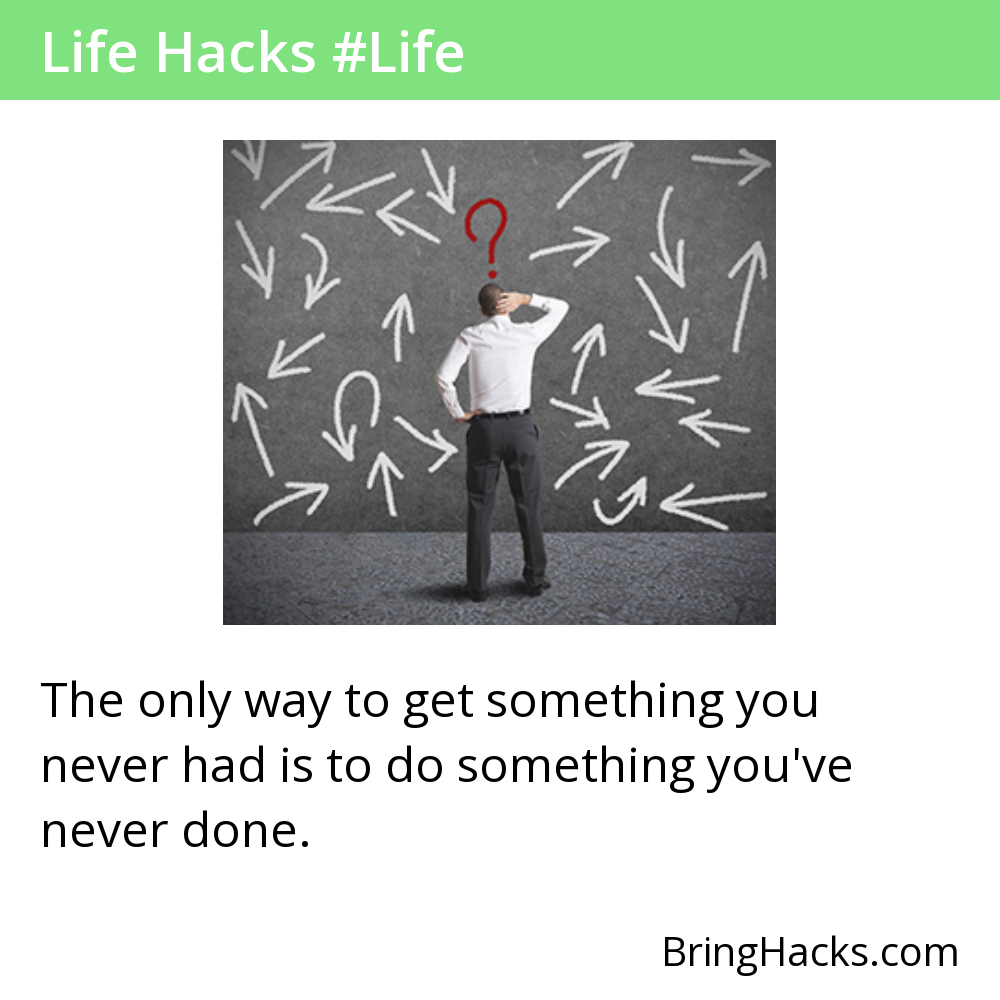 Life Hacks #Life
?
The only way to get something you
never had is to do something you've
never done.
BringHacks.com